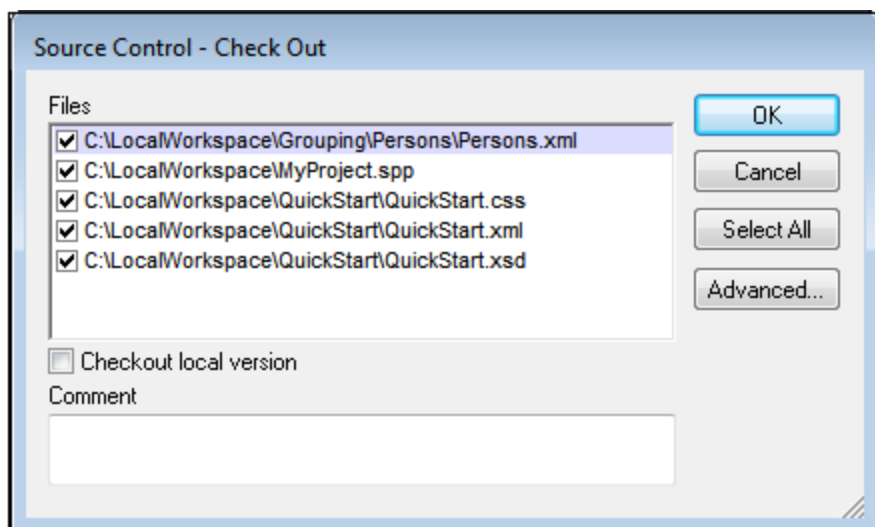 Source Control - Check Out
Files
C:\LocalWorkspace\Grouping\Persons\Persons.xml
C:\LocalWorkspace\MyProject.spp
C:\LocalWorkspace\QuickStart\QuickStart.css
C:\LocalWorkspace\QuickStart\QuickStart.xml
C:\LocalWorkspace\QuickStart\QuickStart.xsd
OK
Cancel
Select All
Advanced...
Checkout local version
Comment